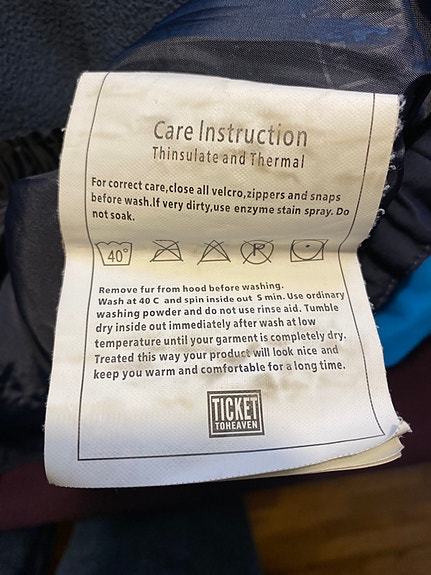 Care Instruction
Thinsulate and Thermal
For correct care,close all velcro,zippers and snaps
before wash.If very dirty,use enzyme stain spray. Do
not soak.
40° P
Remove fur from hood before washing.
Wash at 40 C and spin inside out 5 min. Use ordinary
washing powder and do not use rinse aid. Tumble
dry inside out immediately after wash at low
temperature until your garment is completely dry.
Treated this way your product will look nice and
keep you warm and comfortable for a long time.
TICKET
TOHEAVEN